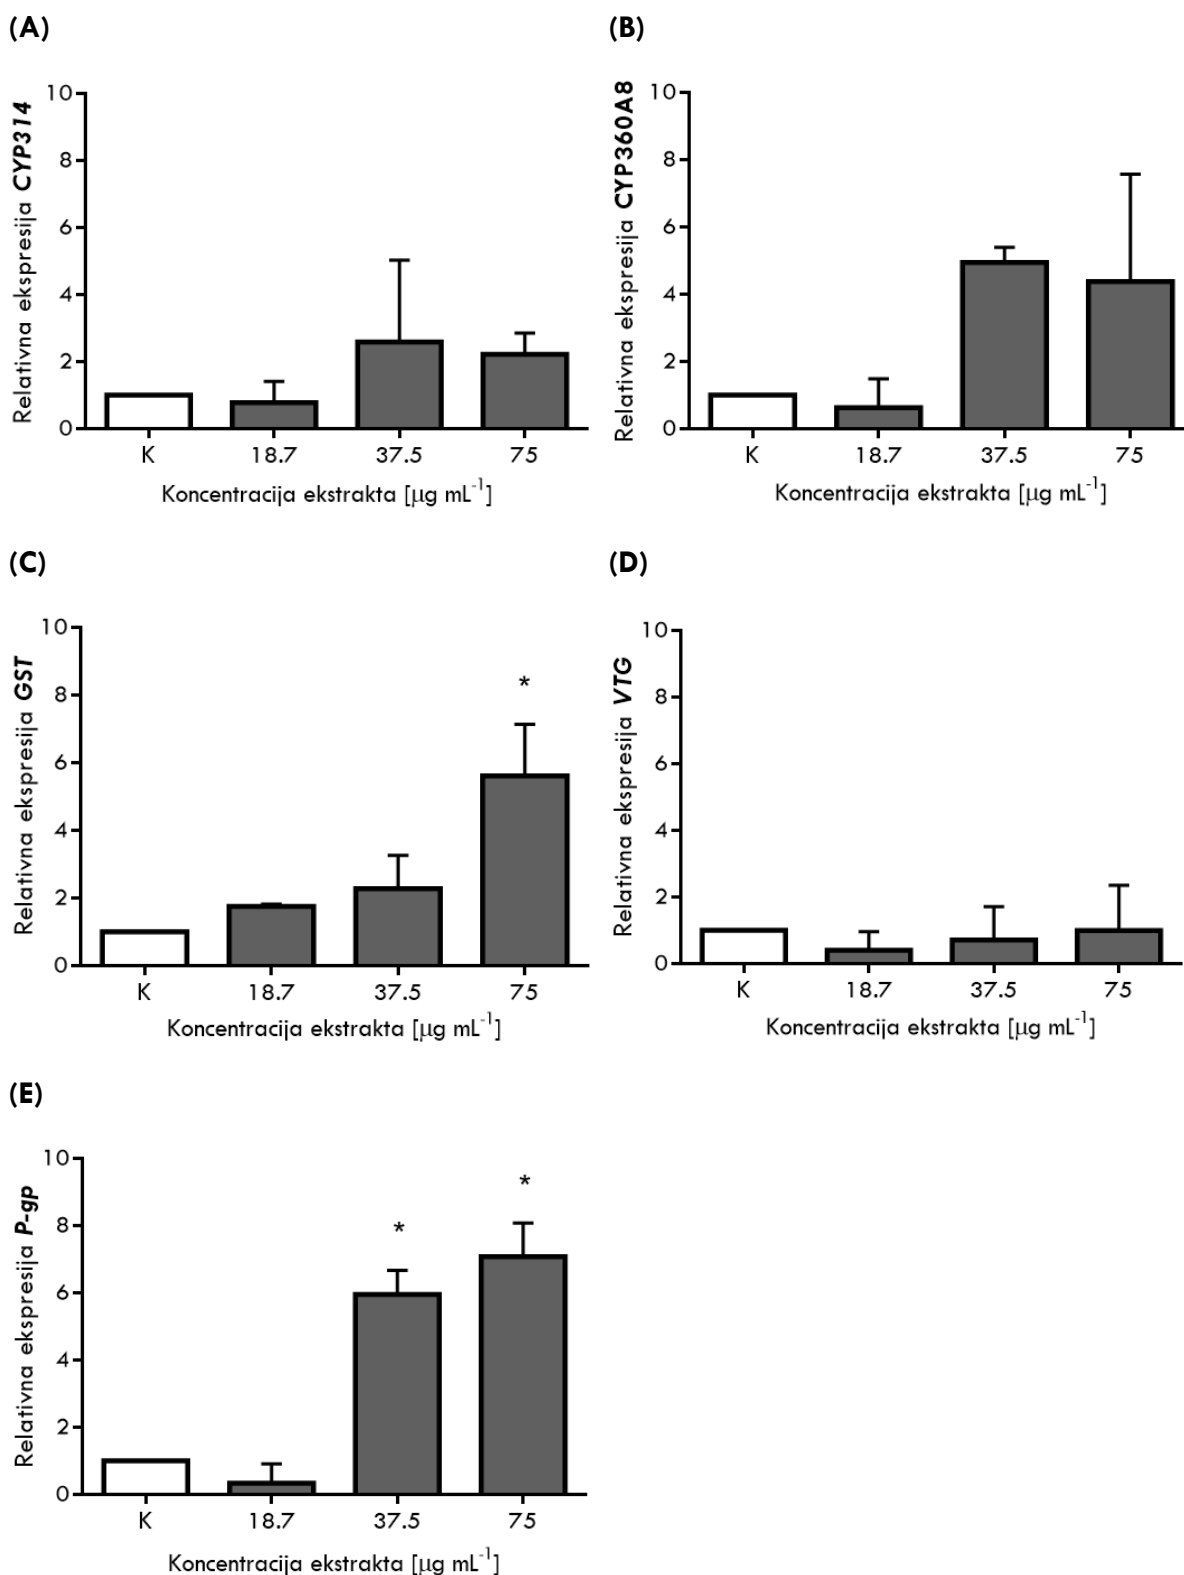 (A)
Relativna ekspresija CYP314
10
8
6
4
2
0
K 18.7 37.5 75
Koncentracija ekstrakta [µg mL⁻¹]
(B)
Relativna ekspresija CYP360A8
10
8
6
4
2
0
K 18.7 37.5 75
Koncentracija ekstrakta [µg mL⁻¹]
(C)
Relativna ekspresija GST
10
8
6
4
2
0
*
K 18.7 37.5 75
Koncentracija ekstrakta [µg mL⁻¹]
(D)
Relativna ekspresija VTG
10
8
6
4
2
0
K 18.7 37.5 75
Koncentracija ekstrakta [µg mL⁻¹]
(E)
Relativna ekspresija P-gp
10
8
6
4
2
0
* *
K 18.7 37.5 75
Koncentracija ekstrakta [µg mL⁻¹]